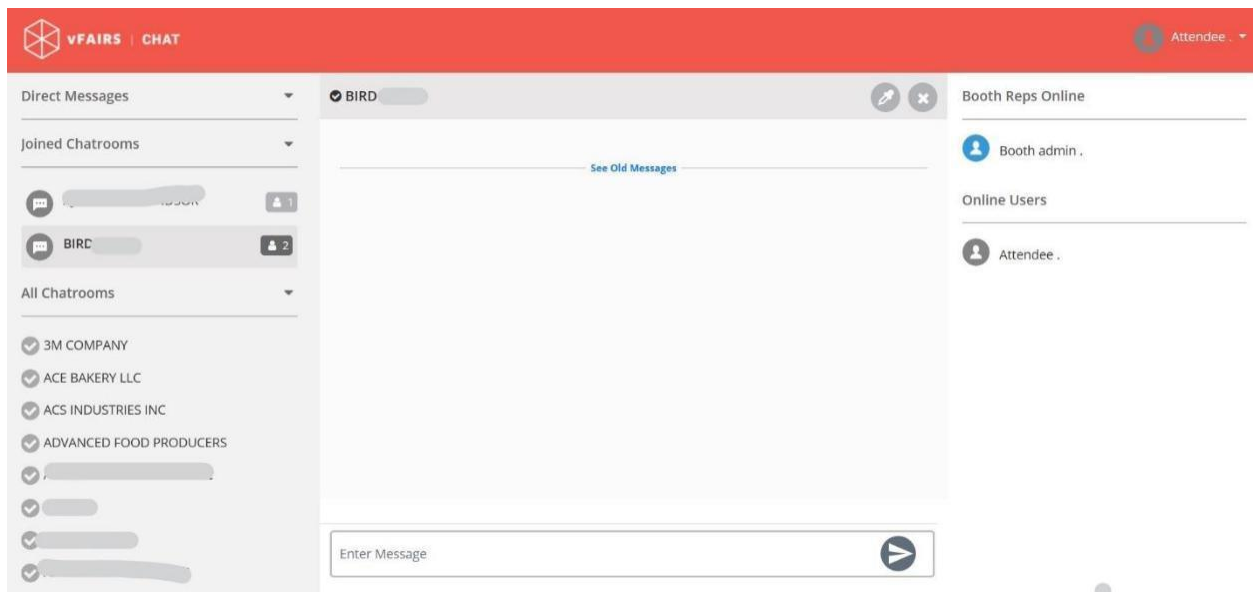 vFAIRS | CHAT
Attendee .
Direct Messages
Joined Chatrooms
1
BIRD
2
All Chatrooms
3M COMPANY
ACE BAKERY LLC
ACS INDUSTRIES INC
ADVANCED FOOD PRODUCERS
BIRD
See Old Messages
Enter Message
Booth Reps Online
Booth admin .
Online Users
Attendee .